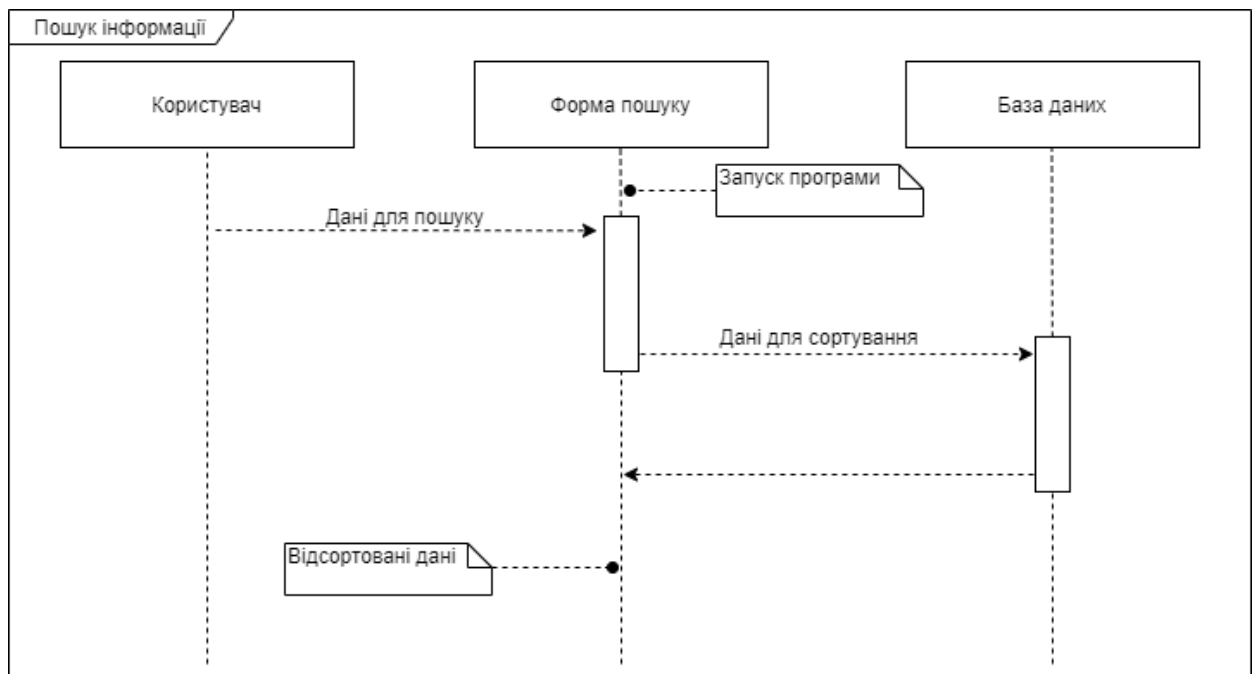 Пошук інформації
Користувач
Форма пошуку
База даних
Запуск програми
Дані для пошуку
Дані для сортування
Відсортовані дані